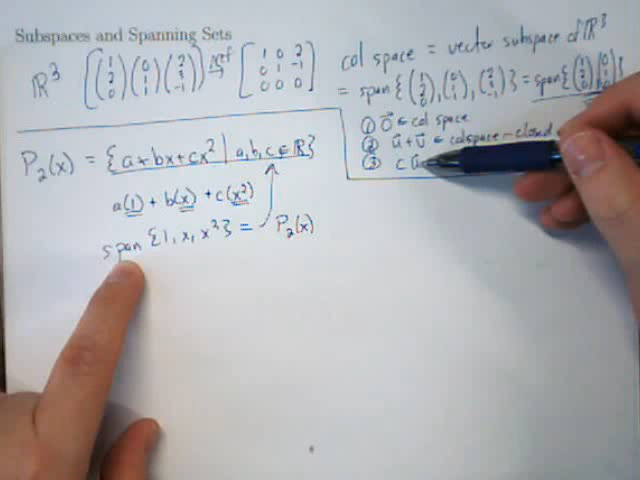 Subspaces and Spanning Sets
ℝ³ [(1 2 0) (0 1 1) (2 3 -1)] rref → [1 0 2
0 1 -1
0 0 0]
col space = vector subspace of ℝ³
= span{(1 2 0), (0 1 1), (2 3 -1)} = span{(1 2 0)(0 1 1)}
① 0⃗ ∈ col space
② u⃗ + v⃗ ∈ colspace - closed
③ c u⃗
P₂(x) = {a + bx + cx² | a, b, c ∈ ℝ}
a(1) + b(x) + c(x²)
span {1, x, x²} = P₂(x)